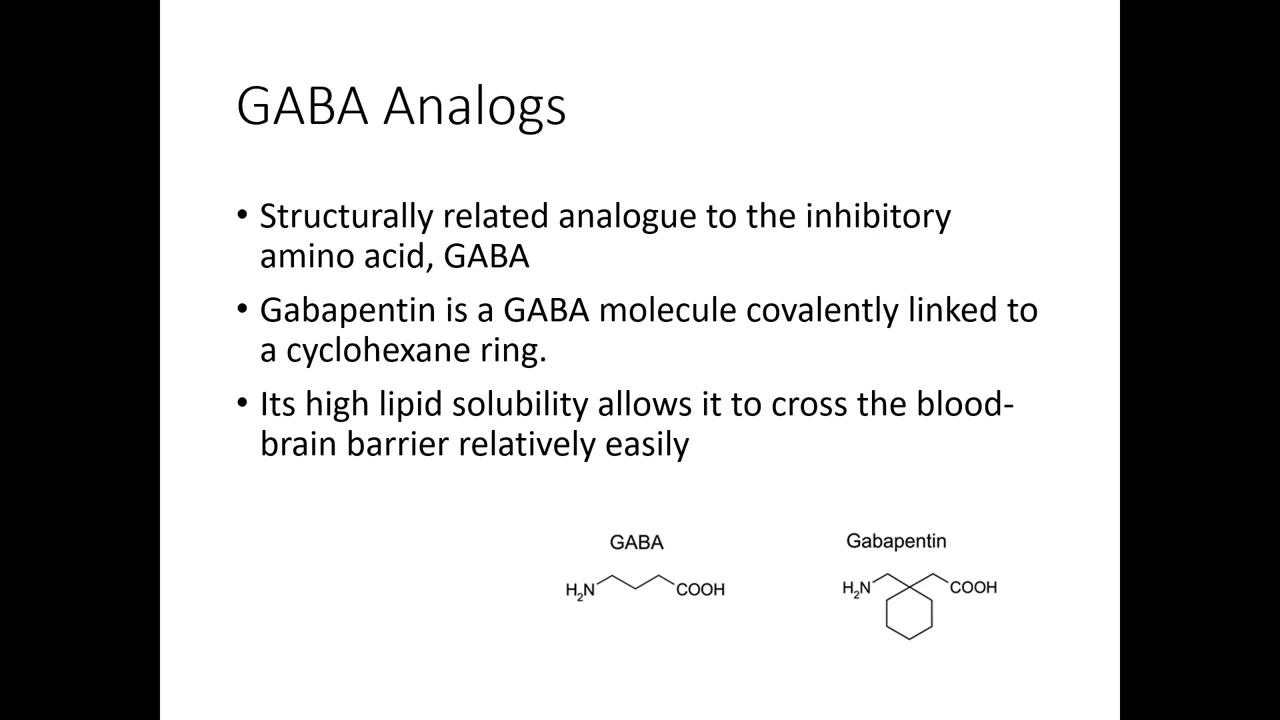 GABA Analogs
• Structurally related analogue to the inhibitory
amino acid, GABA
• Gabapentin is a GABA molecule covalently linked to
a cyclohexane ring.
• Its high lipid solubility allows it to cross the blood-
brain barrier relatively easily
GABA
H₂N COOH
Gabapentin
H₂N COOH